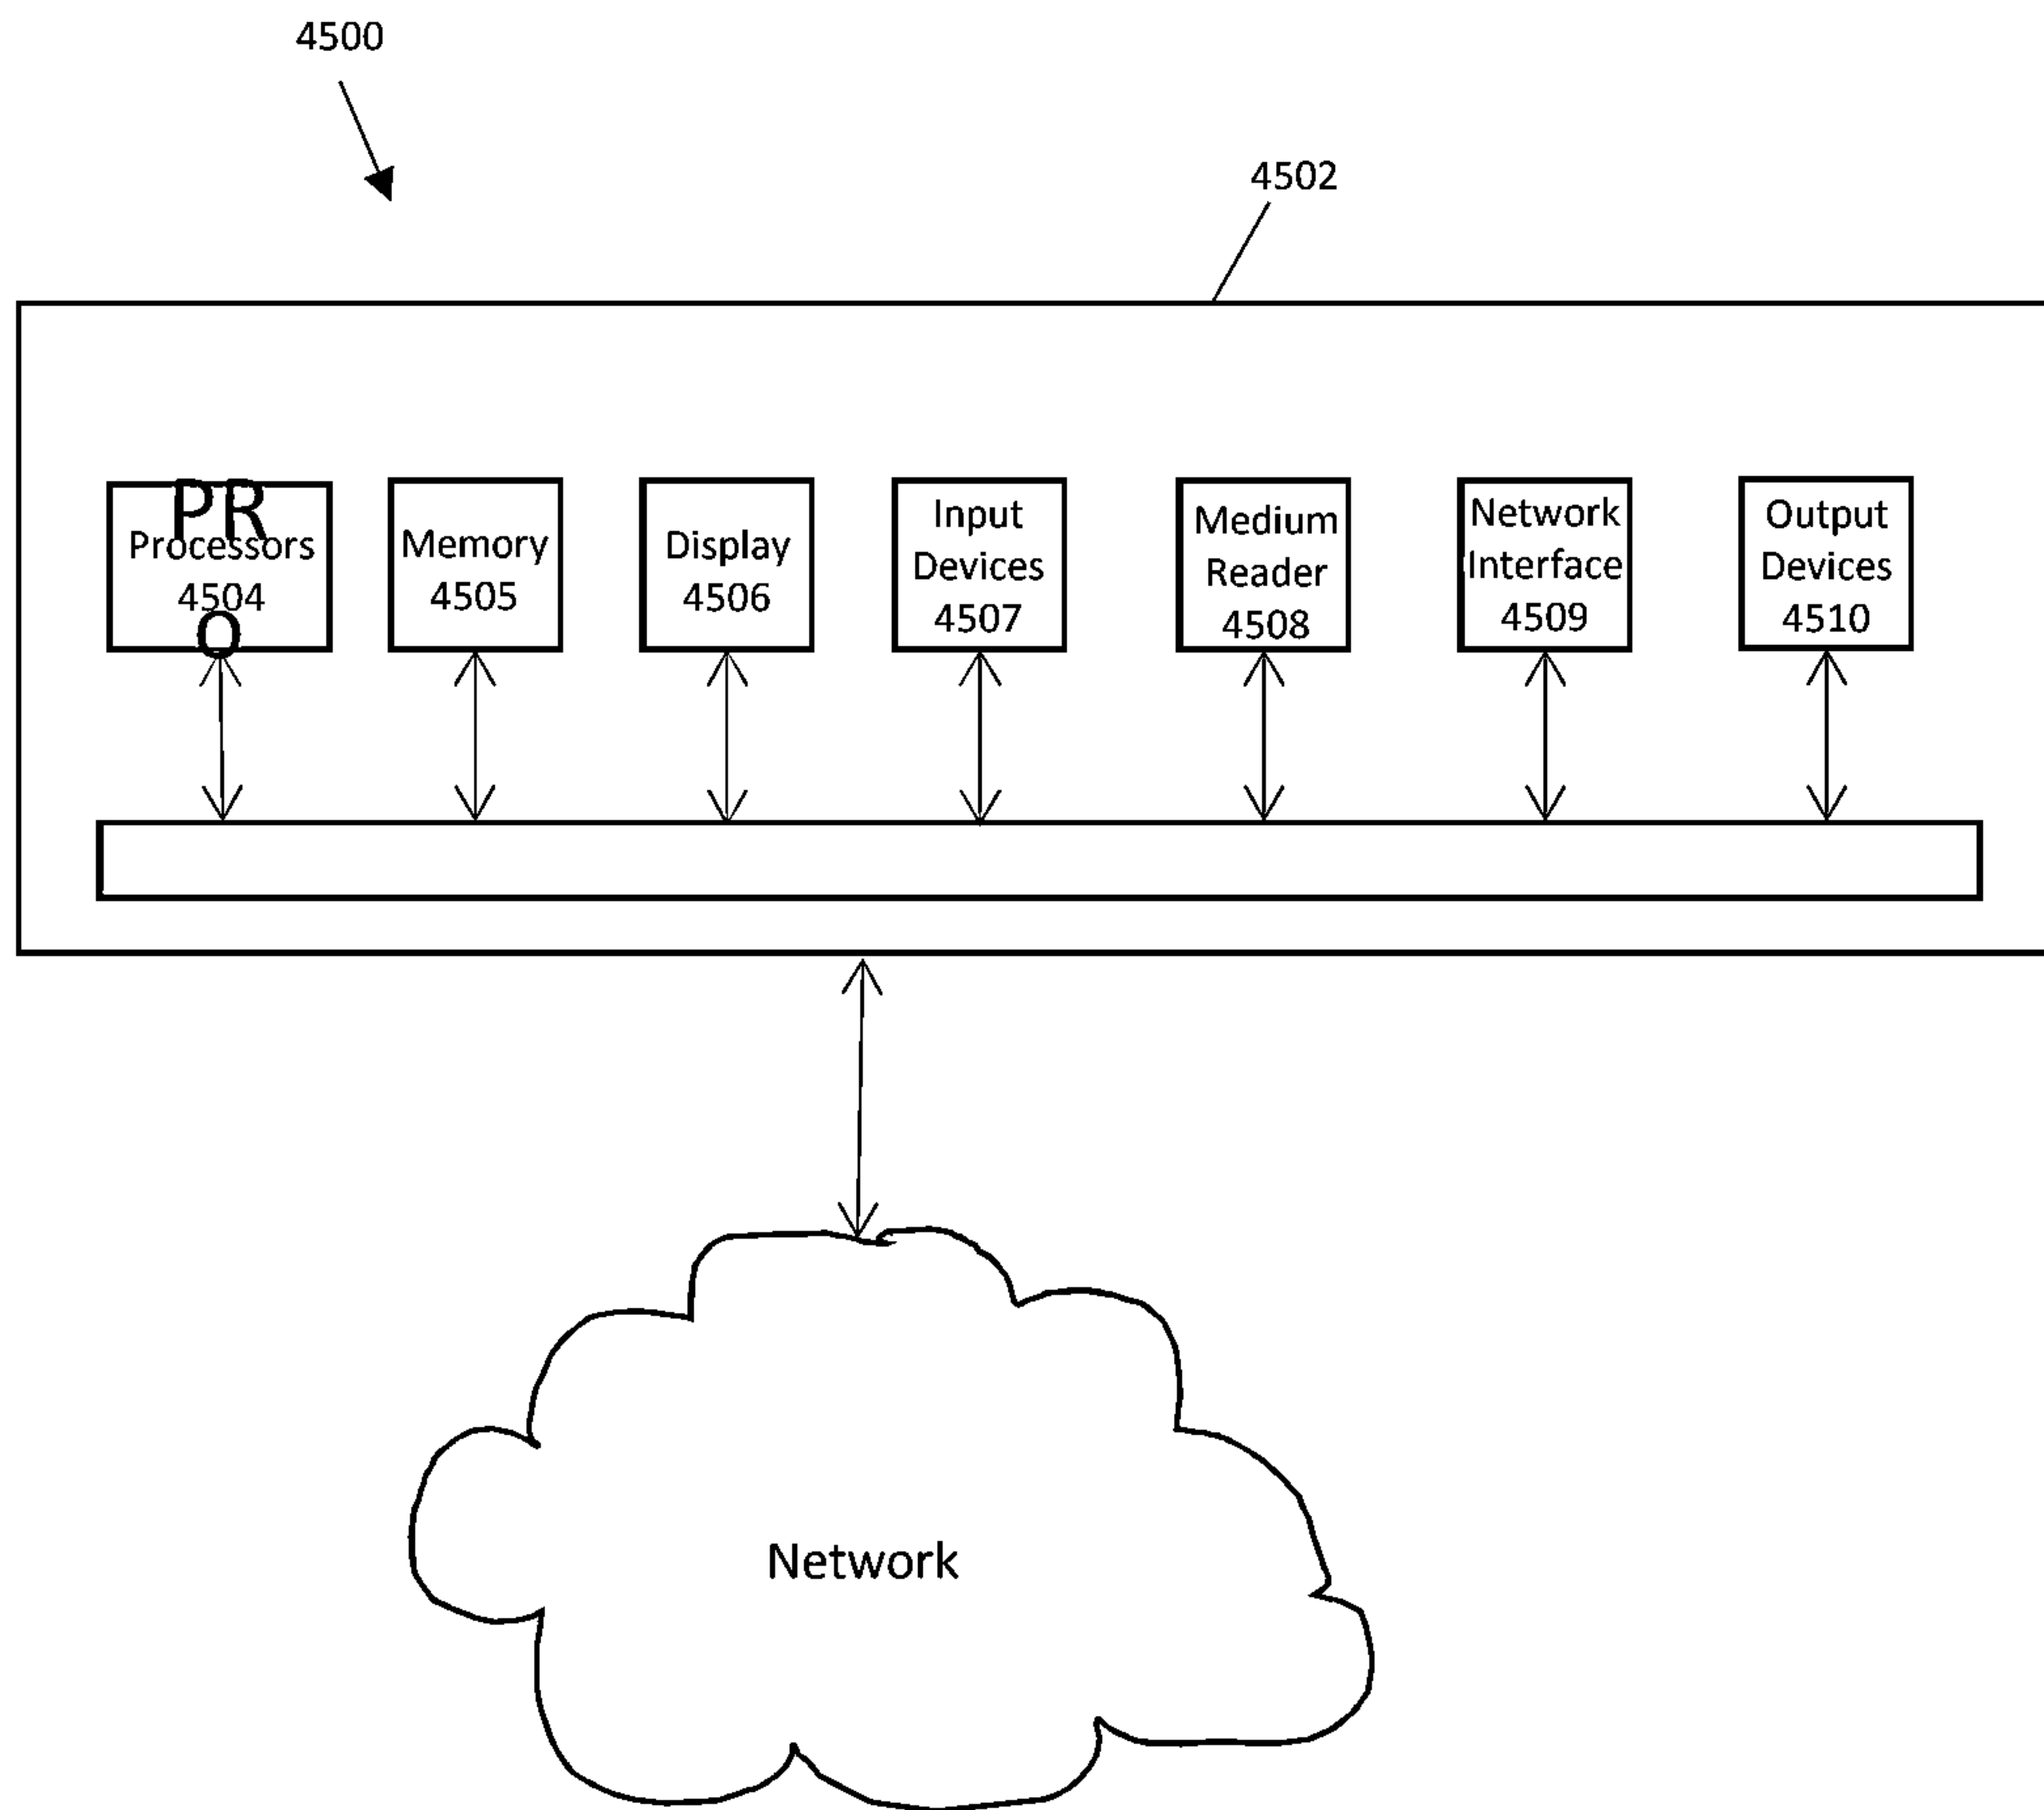 4500
4502
PR
Processors
4504
O
Memory
4505
Display
4506
Input
Devices
4507
Medium
Reader
4508
Network
Interface
4509
Output
Devices
4510
Network